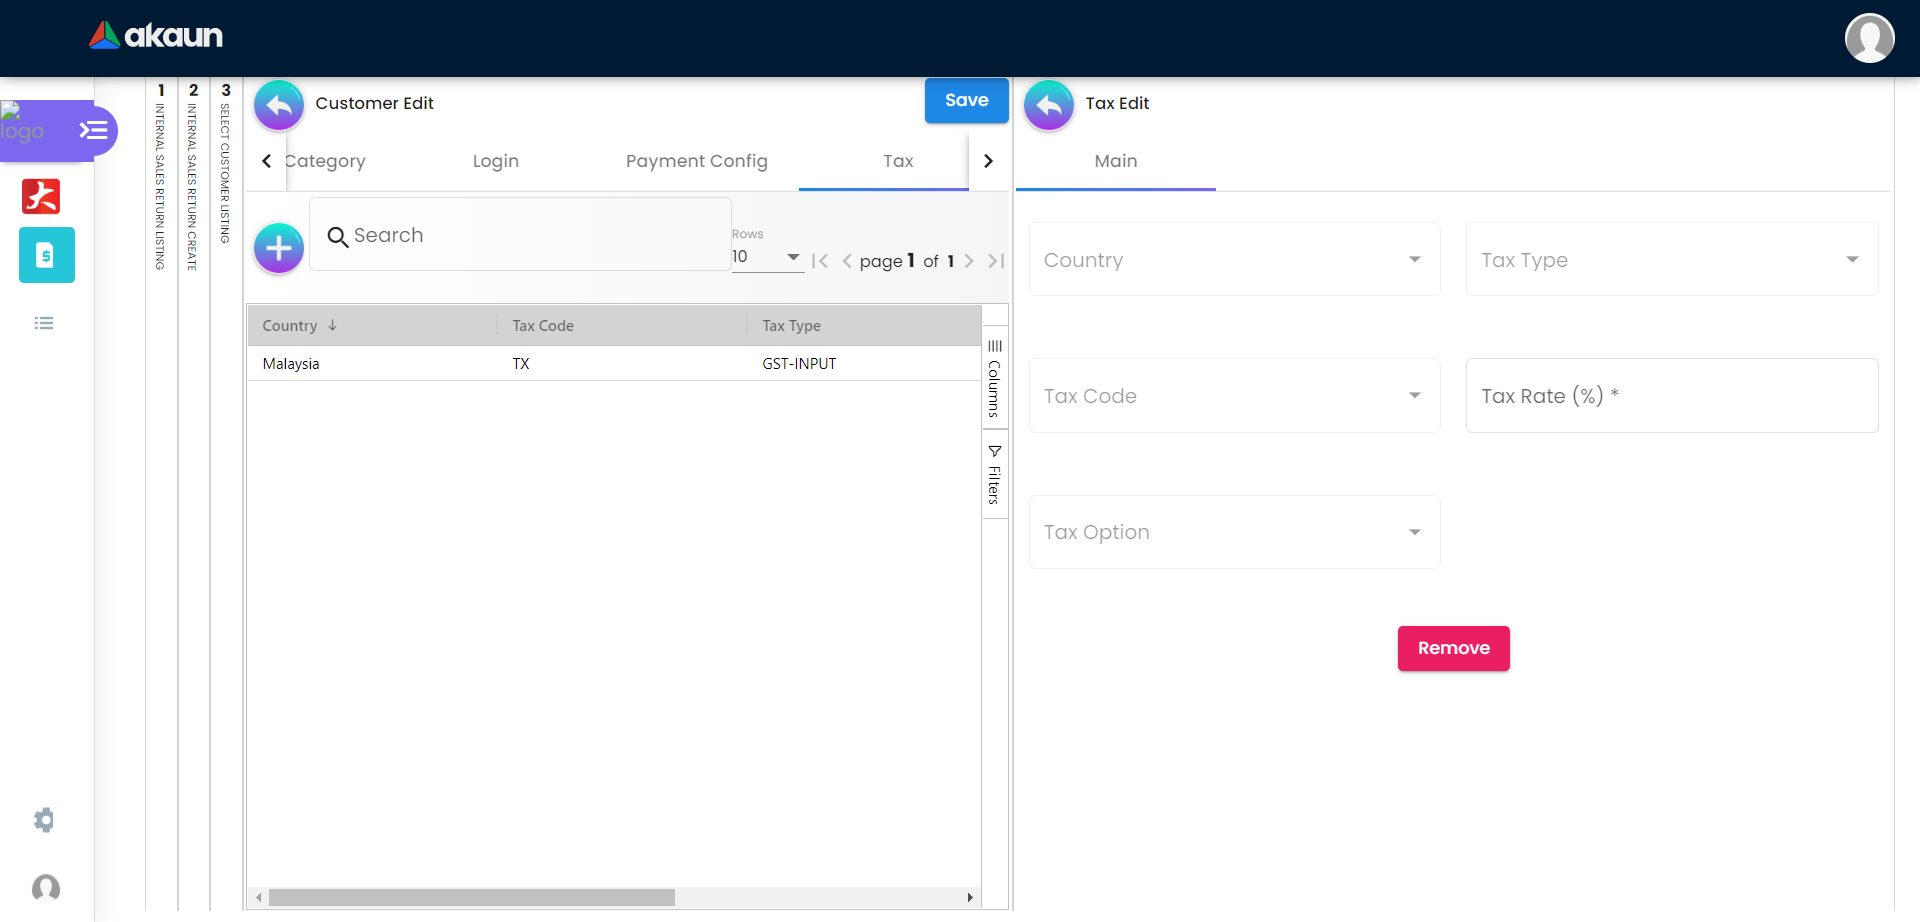 akaun
logo
1
INTERNAL SALES RETURN LISTING
2
INTERNAL SALES RETURN CREATE
3
SELECT CUSTOMER LISTING
Customer Edit
Save
Category
Login
Payment Config
Tax
Search
Rows
10
page 1 of 1
Country
Tax Code
Tax Type
Malaysia
TX
GST-INPUT
Columns
Filters
Tax Edit
Main
Country
Tax Type
Tax Code
Tax Rate (%) *
Tax Option
Remove